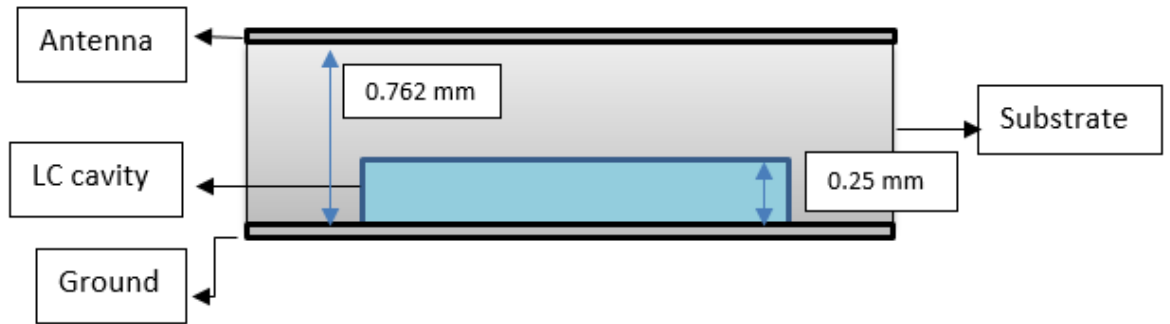 Antenna
0.762 mm
Substrate
LC cavity
0.25 mm
Ground